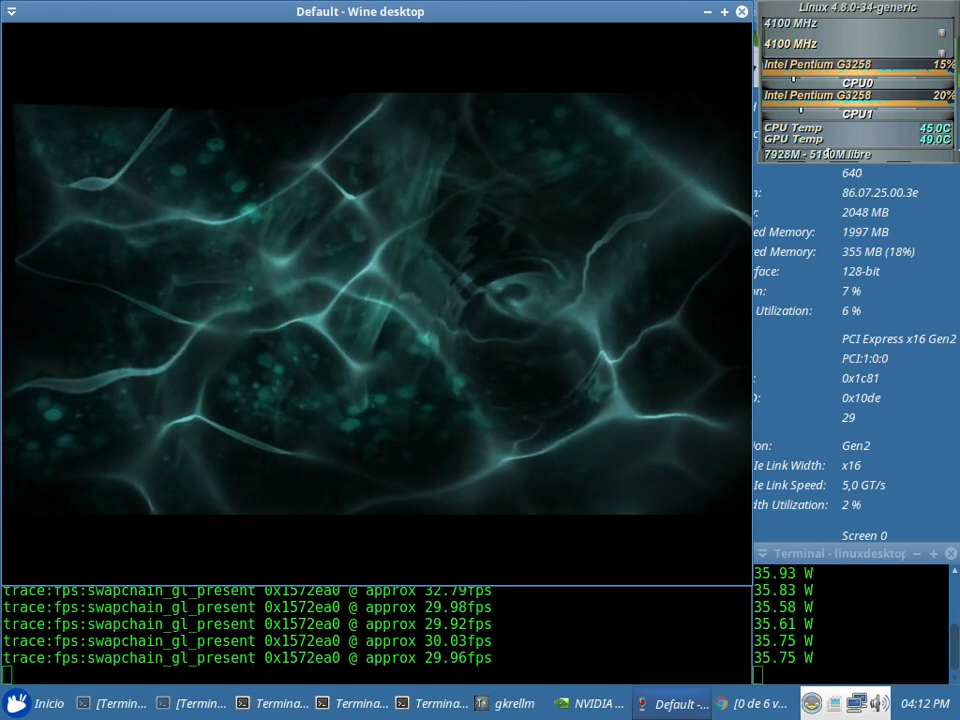 Default - Wine desktop
Linux 4.8.0-34-generic
4100 MHz
4100 MHz
Intel Pentium G3258 15%
CPU0
Intel Pentium G3258 20%
CPU1
CPU Temp 45.0C
GPU Temp 49.0C
7928M - 5190M libre
640
n: 86.07.25.00.3e
y: 2048 MB
ed Memory: 1997 MB
ed Memory: 355 MB (18%)
rface: 128-bit
on: 7 %
Utilization: 6 %
PCI Express x16 Gen2
PCI:1:0:0
: 0x1c81
D: 0x10de
29
ion: Gen2
Ie Link Width: x16
Ie Link Speed: 5,0 GT/s
dth Utilization: 2 %
Screen 0
Terminal - linuxdesktop
trace:fps:swapchain_gl_present 0x1572ea0 @ approx 32.79fps
trace:fps:swapchain_gl_present 0x1572ea0 @ approx 29.98fps
trace:fps:swapchain_gl_present 0x1572ea0 @ approx 29.92fps
trace:fps:swapchain_gl_present 0x1572ea0 @ approx 30.03fps
trace:fps:swapchain_gl_present 0x1572ea0 @ approx 29.96fps
35.93 W
35.83 W
35.58 W
35.61 W
35.75 W
35.75 W
Inicio [Termin... [Termin... Termina... Termina... Termina... gkrellm NVIDIA ... Default -... [0 de 6 v... 04:12 PM